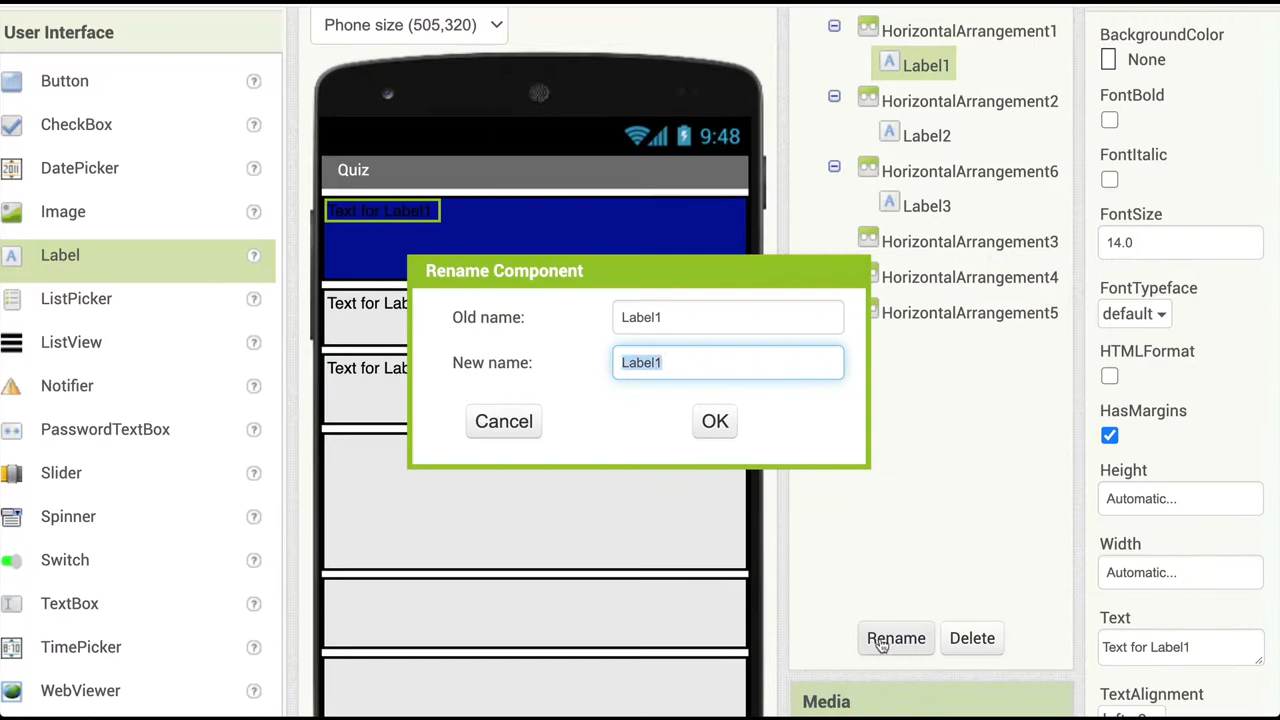 User Interface
Button
CheckBox
DatePicker
Image
Label
ListPicker
ListView
Notifier
PasswordTextBox
Slider
Spinner
Switch
TextBox
TimePicker
WebViewer
Phone size (505,320)
9:48
Quiz
Text for Label1
Text for Lab
Text for Lab
Rename Component
Old name: Label1
New name: Label1
Cancel OK
HorizontalArrangement1
Label1
HorizontalArrangement2
Label2
HorizontalArrangement6
Label3
HorizontalArrangement3
HorizontalArrangement4
HorizontalArrangement5
Rename Delete
Media
BackgroundColor
None
FontBold
FontItalic
FontSize
14.0
FontTypeface
default
HTMLFormat
HasMargins
Height
Automatic...
Width
Automatic...
Text
Text for Label1
TextAlignment